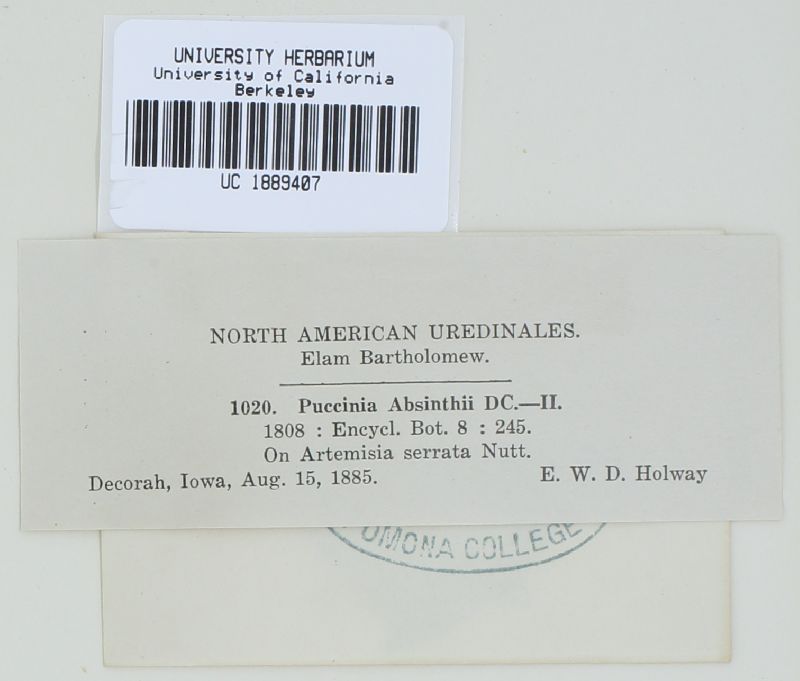 UNIVERSITY HERBARIUM
University of California
Berkeley
UC 1889407
NORTH AMERICAN UREDINALES.
Elam Bartholomew.
1020. Puccinia Absinthii DC.—II.
1808 : Encycl. Bot. 8 : 245.
On Artemisia serrata Nutt.
Decorah, Iowa, Aug. 15, 1885. E. W. D. Holway
OMONA COLLEGE